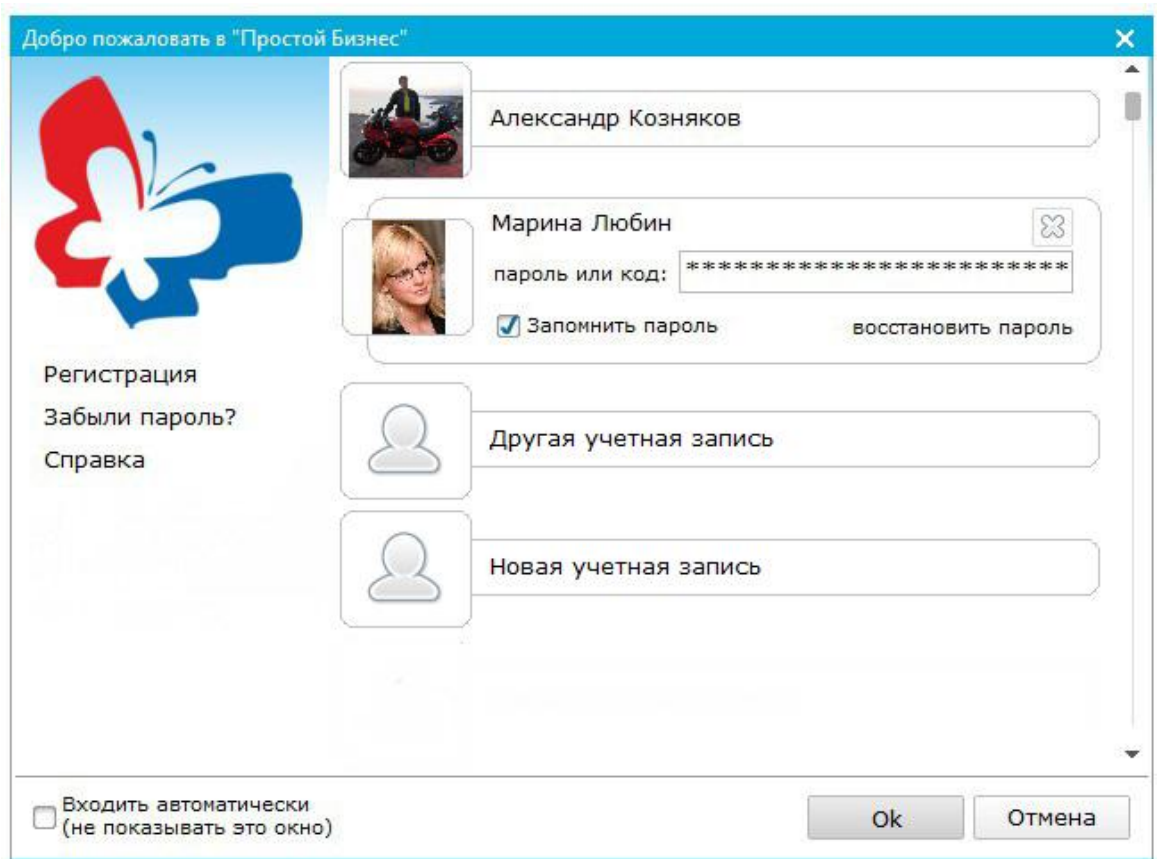 Добро пожаловать в "Простой Бизнес"
Александр Козняков
Марина Любин
пароль или код: ************************
Запомнить пароль
восстановить пароль
Регистрация
Забыли пароль?
Справка
Другая учетная запись
Новая учетная запись
Входить автоматически
(не показывать это окно)
Ok
Отмена